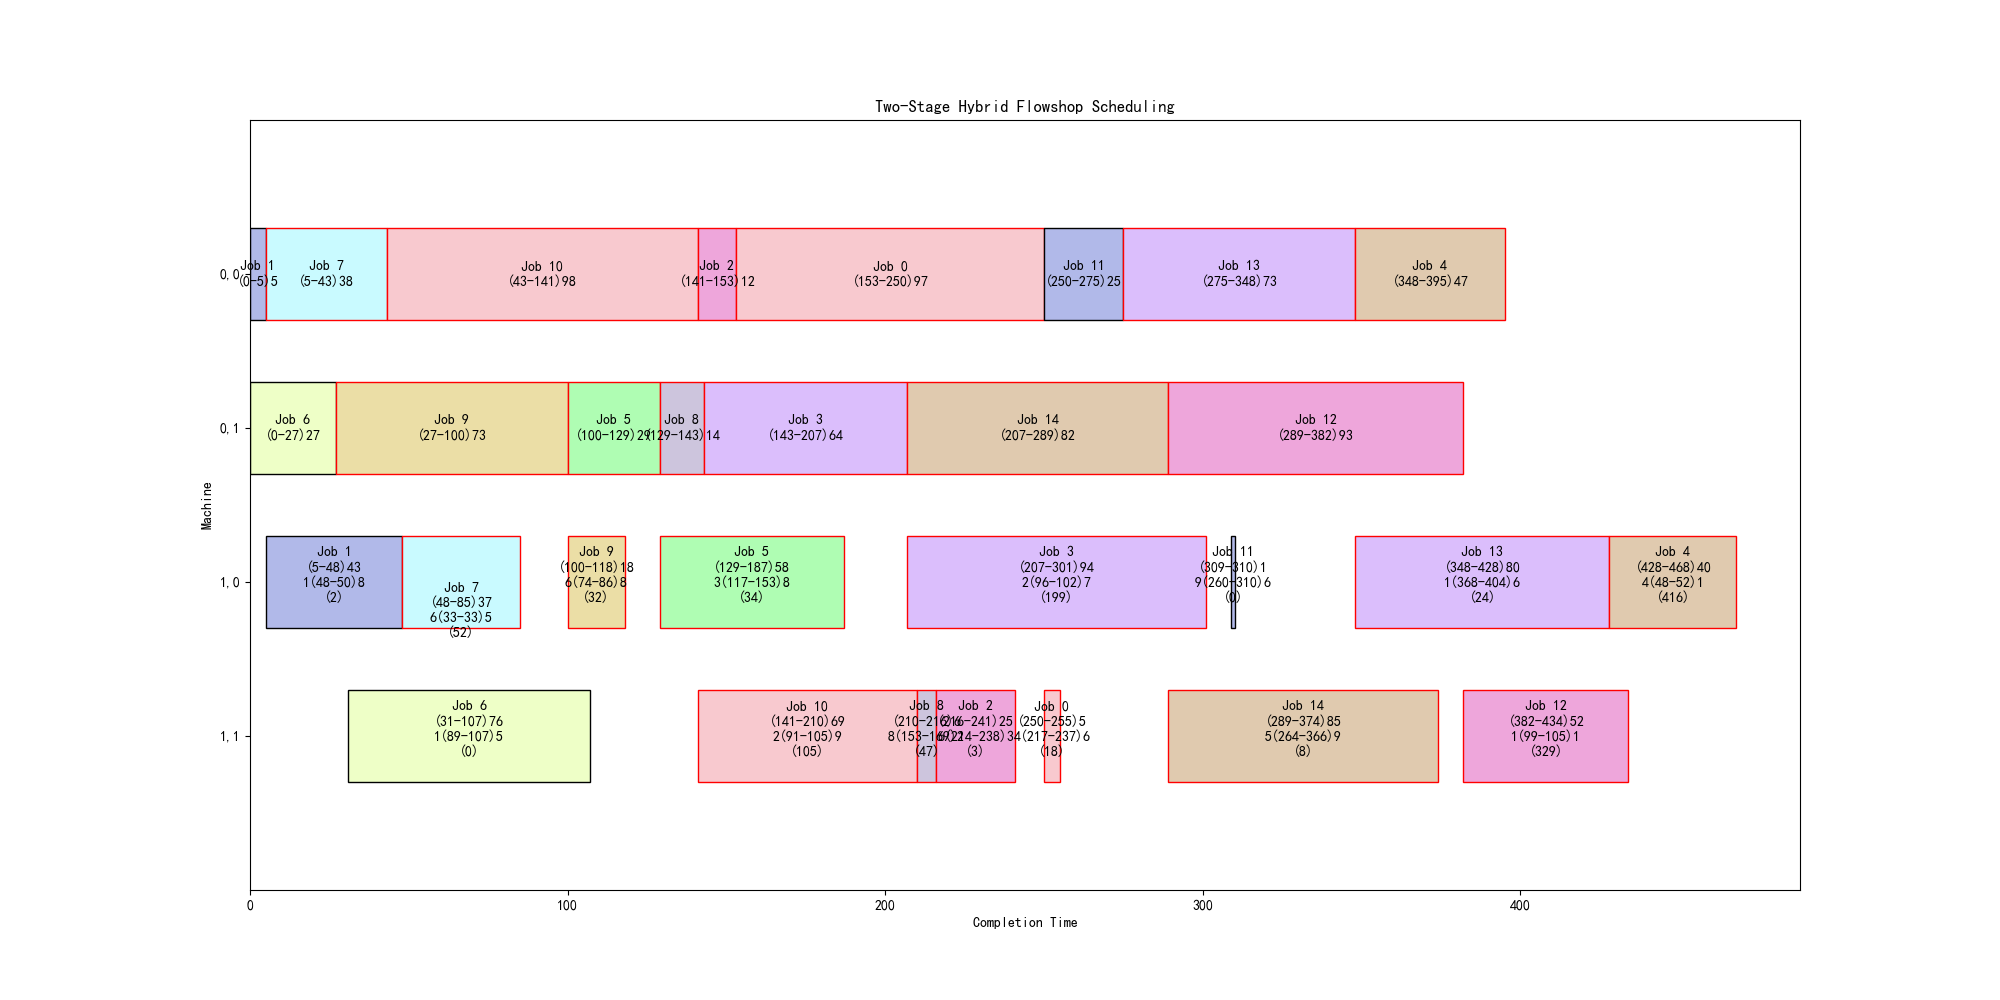 Two-Stage Hybrid Flowshop Scheduling
0,0
Job 1
(0-5)5
Job 7
(5-43)38
Job 10
(43-141)98
Job 2
(141-153)12
Job 0
(153-250)97
Job 11
(250-275)25
Job 13
(275-348)73
Job 4
(348-395)47
0,1
Job 6
(0-27)27
Job 9
(27-100)73
Job 5
(100-129)29
Job 8
(129-143)14
Job 3
(143-207)64
Job 14
(207-289)82
Job 12
(289-382)93
Machine
1,0
Job 1
(5-48)43
1(48-50)8
(2)
Job 7
(48-85)37
6(33-33)5
(52)
Job 9
(100-118)18
6(74-86)8
(32)
Job 5
(129-187)58
3(117-153)8
(34)
Job 3
(207-301)94
2(96-102)7
(199)
Job 11
(309-310)1
9(260-310)6
(0)
Job 13
(348-428)80
1(368-404)6
(24)
Job 4
(428-468)40
4(48-52)1
(416)
1,1
Job 6
(31-107)76
1(89-107)5
(0)
Job 10
(141-210)69
2(91-105)9
(105)
Job 8
(210-216)6
(47)
Job 2
(216-241)25
(3)
Job 0
(250-255)5
(18)
Job 14
(289-374)85
5(264-366)9
(8)
Job 12
(382-434)52
1(99-105)1
(329)
0
100
200
300
400
Completion Time